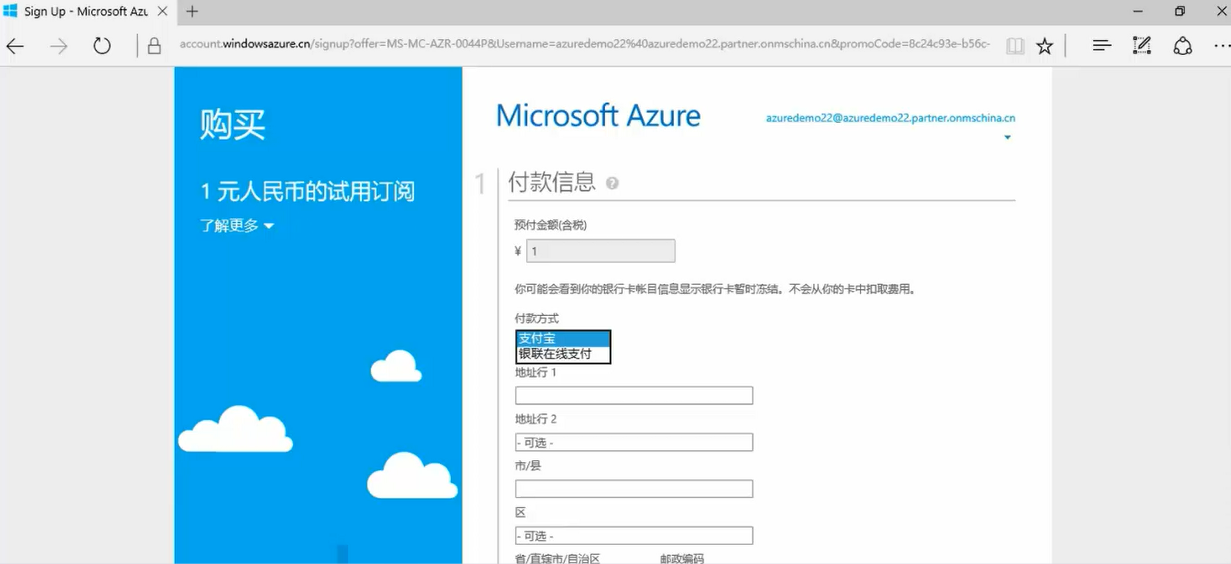 Sign Up - Microsoft Azu
account.windowsazure.cn/signup?offer=MS-MC-AZR-0044P&Username=azuredemo22%40azuredemo22.partner.onmschina.cn&promoCode=8c24c93e-b56c-
购买
1 元人民币的试用订阅
了解更多
Microsoft Azure
azuredemo22@azuredemo22.partner.onmschina.cn
1 付款信息 ?
预付金额(含税)
¥ 1
你可能会看到你的银行卡帐目信息显示银行卡暂时冻结。不会从你的卡中扣取费用。
付款方式
支付宝
银联在线支付
地址行 1
地址行 2
- 可选 -
市/县
区
- 可选 -
省/直辖市/自治区 邮政编码